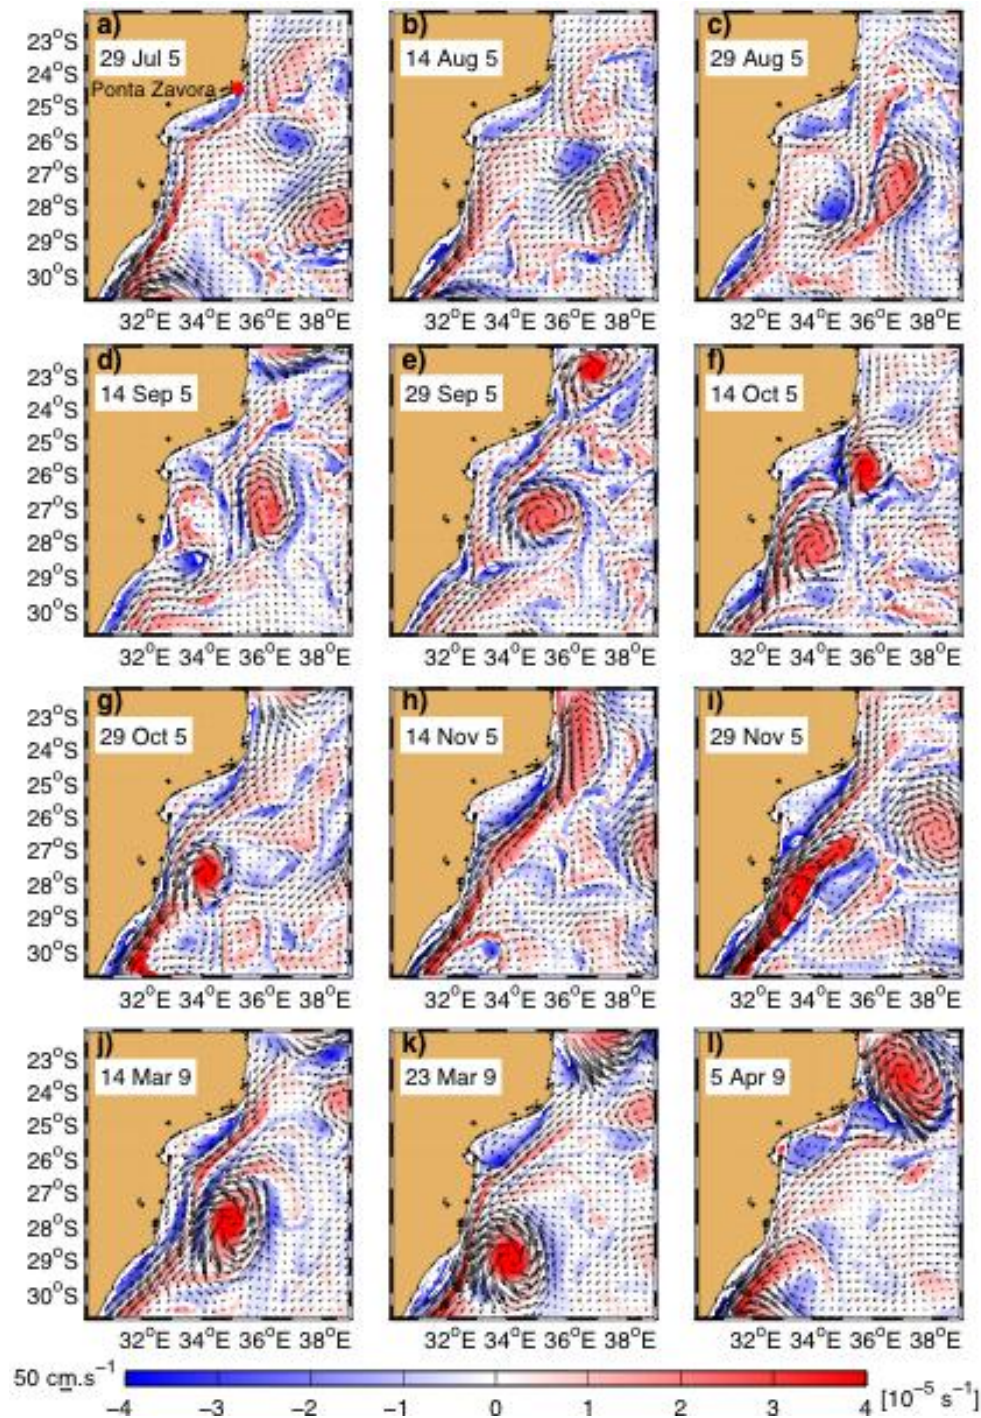 a) b) c)
23°S 29 Jul 5 14 Aug 5 29 Aug 5
24°S
Ponta Zavora
25°S
26°S
27°S
28°S
29°S
30°S
32°E 34°E 36°E 38°E 32°E 34°E 36°E 38°E 32°E 34°E 36°E 38°E
d) e) f)
23°S
14 Sep 5 29 Sep 5 14 Oct 5
24°S
25°S
26°S
27°S
28°S
29°S
30°S
32°E 34°E 36°E 38°E 32°E 34°E 36°E 38°E 32°E 34°E 36°E 38°E
g) h) i)
23°S
29 Oct 5 14 Nov 5 29 Nov 5
24°S
25°S
26°S
27°S
28°S
29°S
30°S
32°E 34°E 36°E 38°E 32°E 34°E 36°E 38°E 32°E 34°E 36°E 38°E
j) k) l)
23°S
14 Mar 9 23 Mar 9 5 Apr 9
24°S
25°S
26°S
27°S
28°S
29°S
30°S
32°E 34°E 36°E 38°E 32°E 34°E 36°E 38°E 32°E 34°E 36°E 38°E
50 cm.s⁻¹
−4 −3 −2 −1 0 1 2 3 4 [10⁻⁵ s⁻¹]